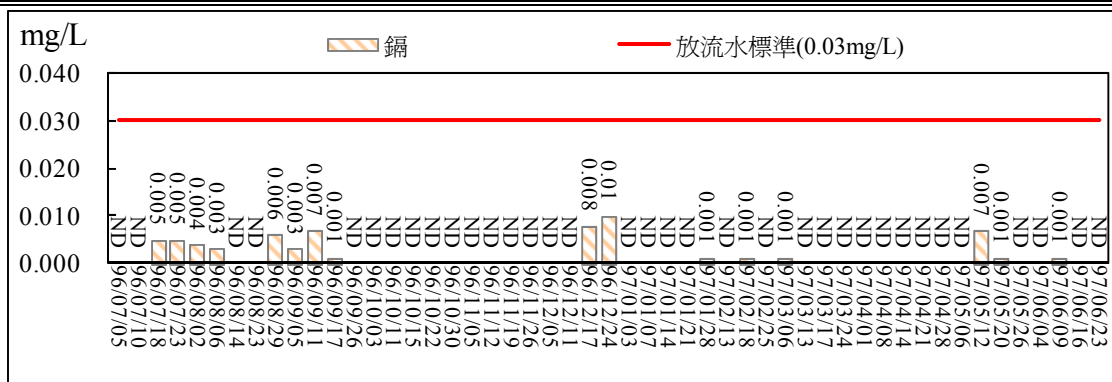 mg/L
鎘
放流水標準(0.03mg/L)
0.040
0.030
0.020
0.010
0.000
ND
ND
0.005
0.005
0.004
0.003
ND
ND
0.006
0.003
0.007
0.001
ND
ND
ND
ND
ND
ND
ND
ND
ND
ND
ND
ND
0.008
0.01
ND
ND
ND
ND
0.001
ND
0.001
ND
0.001
ND
ND
ND
ND
ND
ND
ND
ND
ND
0.007
0.001
ND
ND
0.001
ND
ND
96/07/05
96/07/10
96/07/18
96/07/23
96/08/02
96/08/06
96/08/14
96/08/23
96/08/29
96/09/05
96/09/11
96/09/17
96/09/26
96/10/03
96/10/11
96/10/15
96/10/22
96/10/30
96/11/05
96/11/12
96/11/19
96/11/26
96/12/05
96/12/11
96/12/17
96/12/24
97/01/03
97/01/07
97/01/14
97/01/21
97/01/28
97/02/13
97/02/18
97/02/25
97/03/06
97/03/13
97/03/17
97/03/24
97/04/01
97/04/08
97/04/14
97/04/21
97/04/28
97/05/06
97/05/12
97/05/20
97/05/26
97/06/04
97/06/09
97/06/16
97/06/23